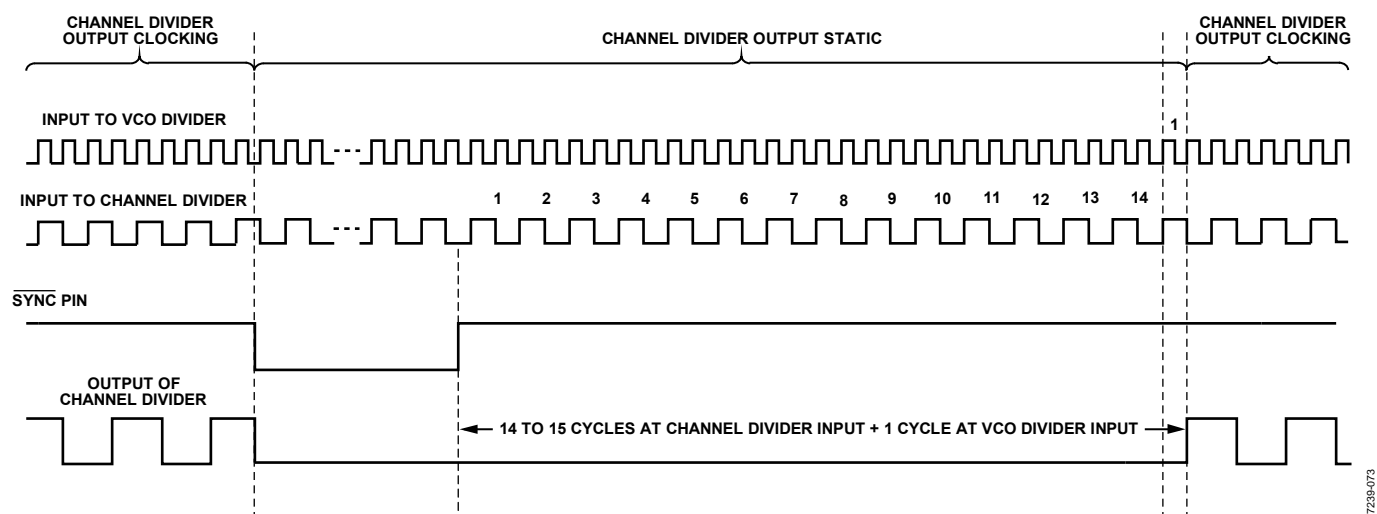 CHANNEL DIVIDER
OUTPUT CLOCKING
CHANNEL DIVIDER OUTPUT STATIC
CHANNEL DIVIDER
OUTPUT CLOCKING
INPUT TO VCO DIVIDER
1
INPUT TO CHANNEL DIVIDER
1 2 3 4 5 6 7 8 9 10 11 12 13 14
SYNC PIN
OUTPUT OF
CHANNEL DIVIDER
14 TO 15 CYCLES AT CHANNEL DIVIDER INPUT + 1 CYCLE AT VCO DIVIDER INPUT
7239-073